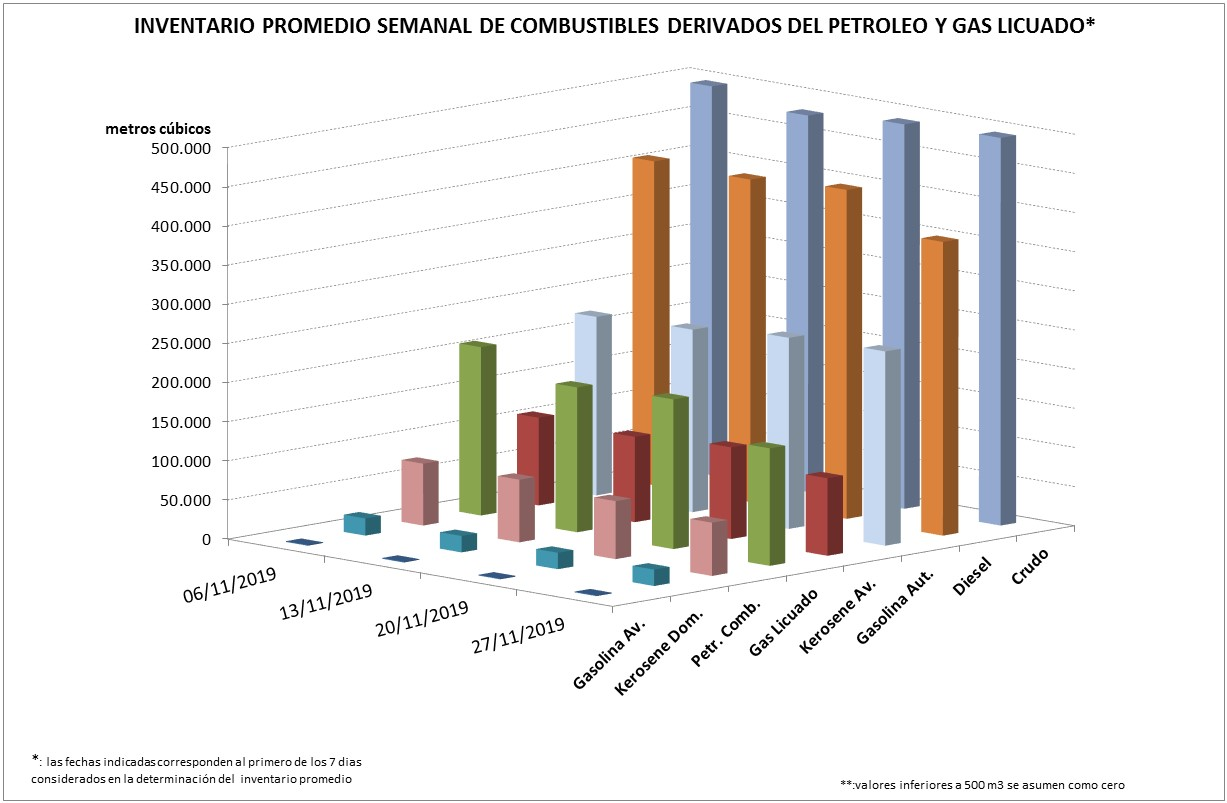 INVENTARIO PROMEDIO SEMANAL DE COMBUSTIBLES DERIVADOS DEL PETROLEO Y GAS LICUADO*
metros cúbicos
500.000
450.000
400.000
350.000
300.000
250.000
200.000
150.000
100.000
50.000
0
06/11/2019
13/11/2019
20/11/2019
27/11/2019
Gasolina Av.
Kerosene Dom.
Petr. Comb.
Gas Licuado
Kerosene Av.
Gasolina Aut.
Diesel
Crudo
*: las fechas indicadas corresponden al primero de los 7 dias
considerados en la determinación del inventario promedio
**:valores inferiores a 500 m3 se asumen como cero